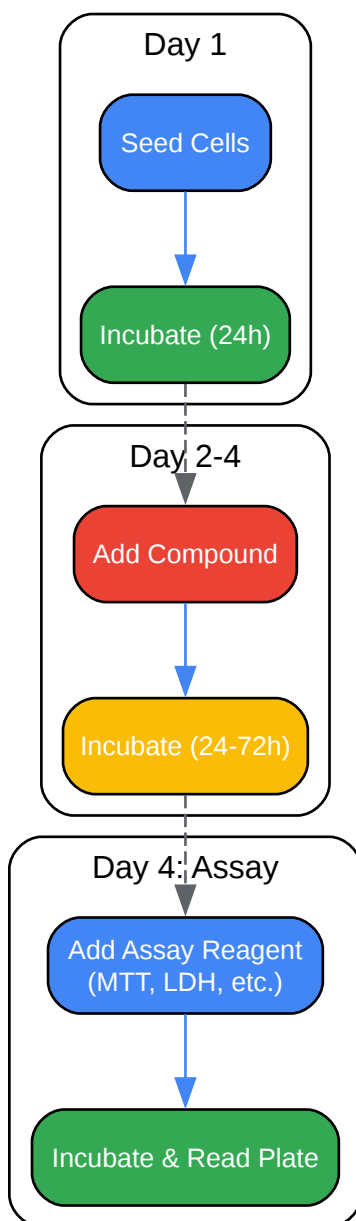 Day 1
Seed Cells
Incubate (24h)
Day 2-4
Add Compound
Incubate (24-72h)
Day 4: Assay
Add Assay Reagent
(MTT, LDH, etc.)
Incubate & Read Plate